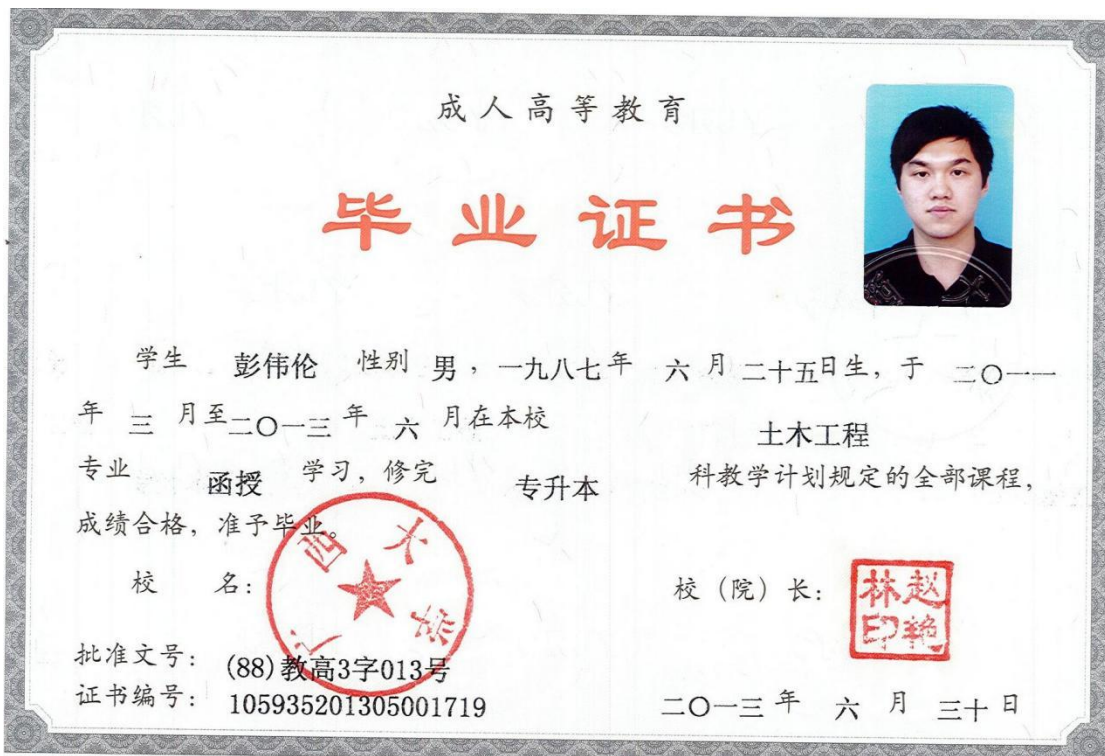 成人高等教育
毕业证书
学生 彭伟伦 性别 男，一九八七年 六 月 二十五日生，于 二〇一一
年 三 月至二〇一三 年 六 月在本校 土木工程
专业 函授 学习，修完 专升本 科教学计划规定的全部课程，
成绩合格，准予毕业。
校 名：
广西大学
校（院）长：
赵艳林印
批准文号： (88)教高3字013号
证书编号： 105935201305001719
二〇一三 年 六 月 三十 日